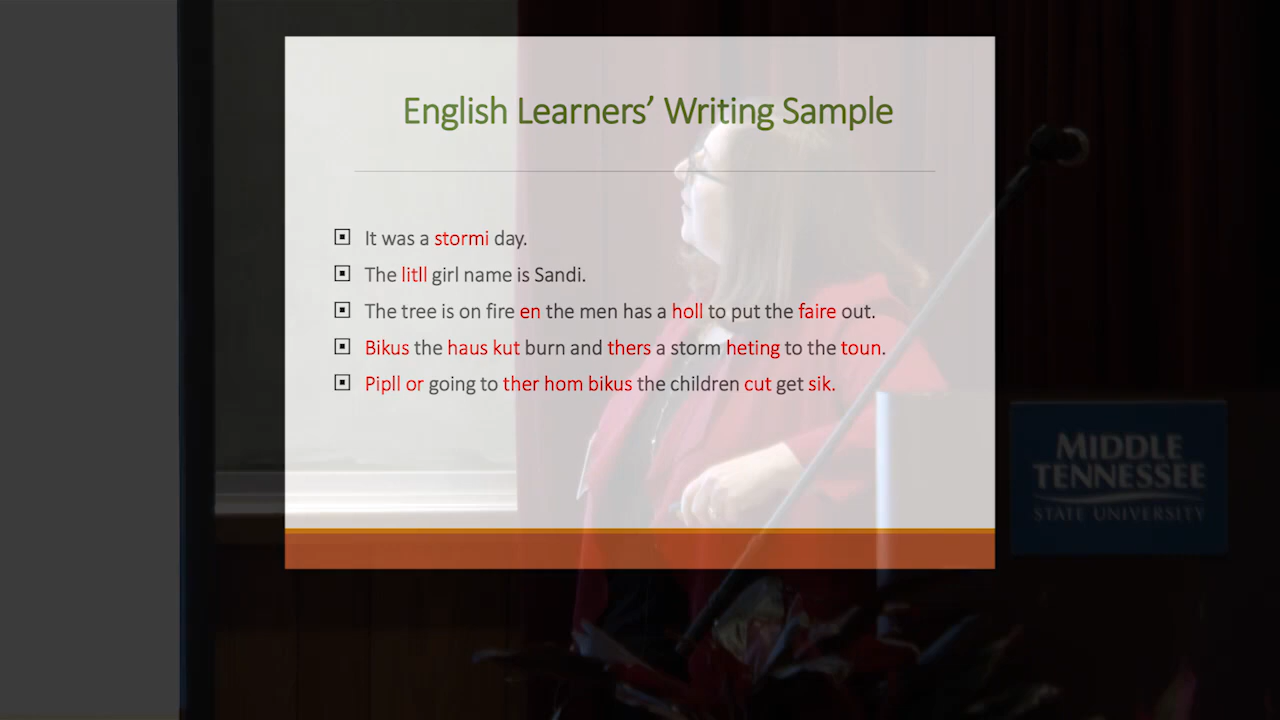 English Learners’ Writing Sample
It was a stormi day.
The litll girl name is Sandi.
The tree is on fire en the men has a holl to put the faire out.
Bikus the haus kut burn and thers a storm heting to the toun.
Pipll or going to ther hom bikus the children cut get sik.
MIDDLE
TENNESSEE
STATE UNIVERSITY